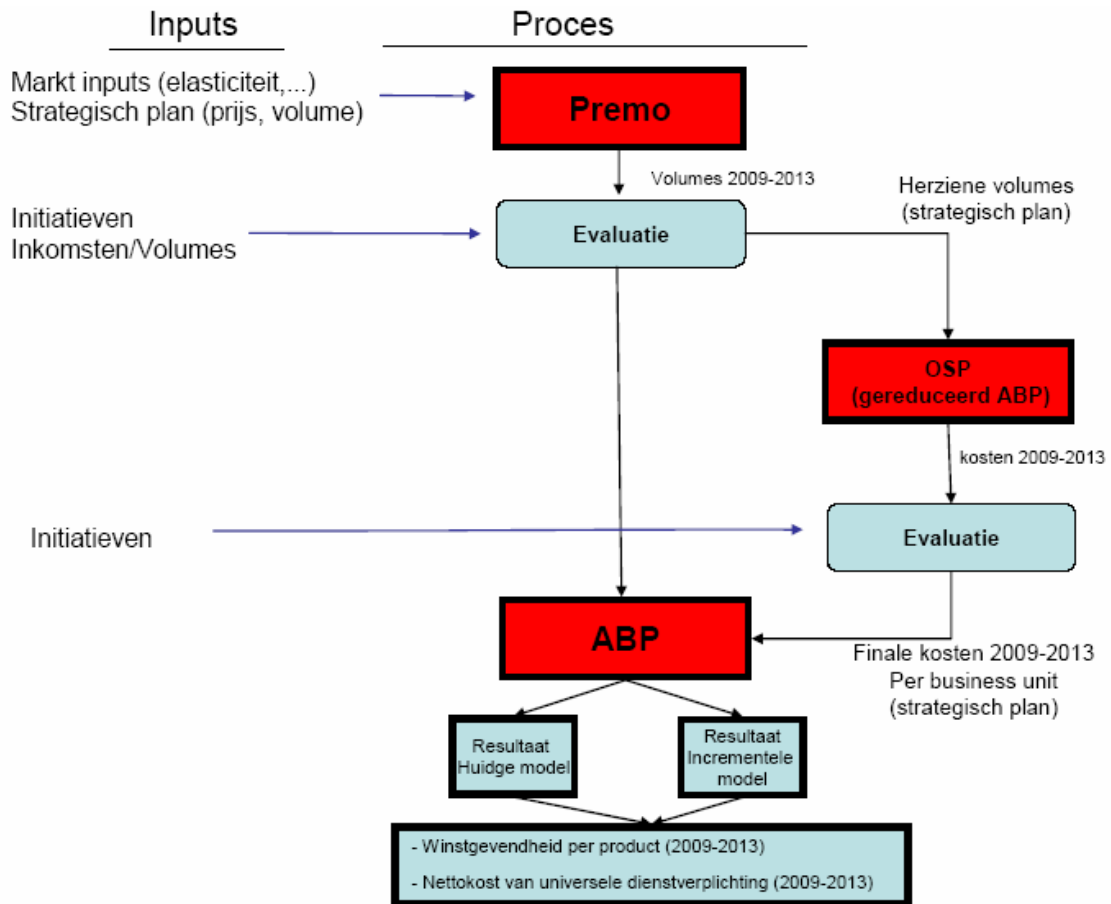 Inputs
Proces
Markt inputs (elasticiteit,...)
Strategisch plan (prijs, volume)
Premo
Volumes 2009-2013
Herziene volumes
(strategisch plan)
Initiatieven
Inkomsten/Volumes
Evaluatie
OSP
(gereduceerd ABP)
kosten 2009-2013
Initiatieven
Evaluatie
ABP
Finale kosten 2009-2013
Per business unit
(strategisch plan)
Resultaat
Huidge model
Resultaat
Incrementele
model
- Winstgevendheid per product (2009-2013)
- Nettokost van universele dienstverplichting (2009-2013)